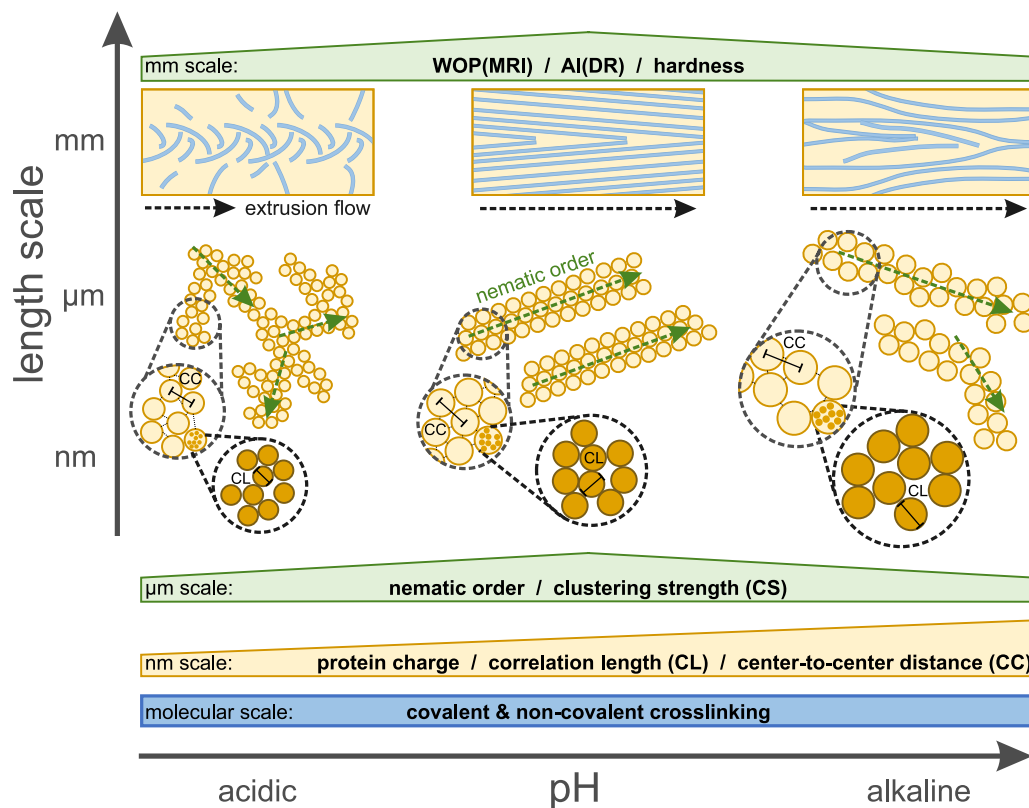 mm scale: WOP(MRI) / AI(DR) / hardness
length scale
mm
extrusion flow
µm
nematic order
CC
CC
CC
nm
CL
CL
CL
µm scale: nematic order / clustering strength (CS)
nm scale: protein charge / correlation length (CL) / center-to-center distance (CC)
molecular scale: covalent & non-covalent crosslinking
acidic pH alkaline